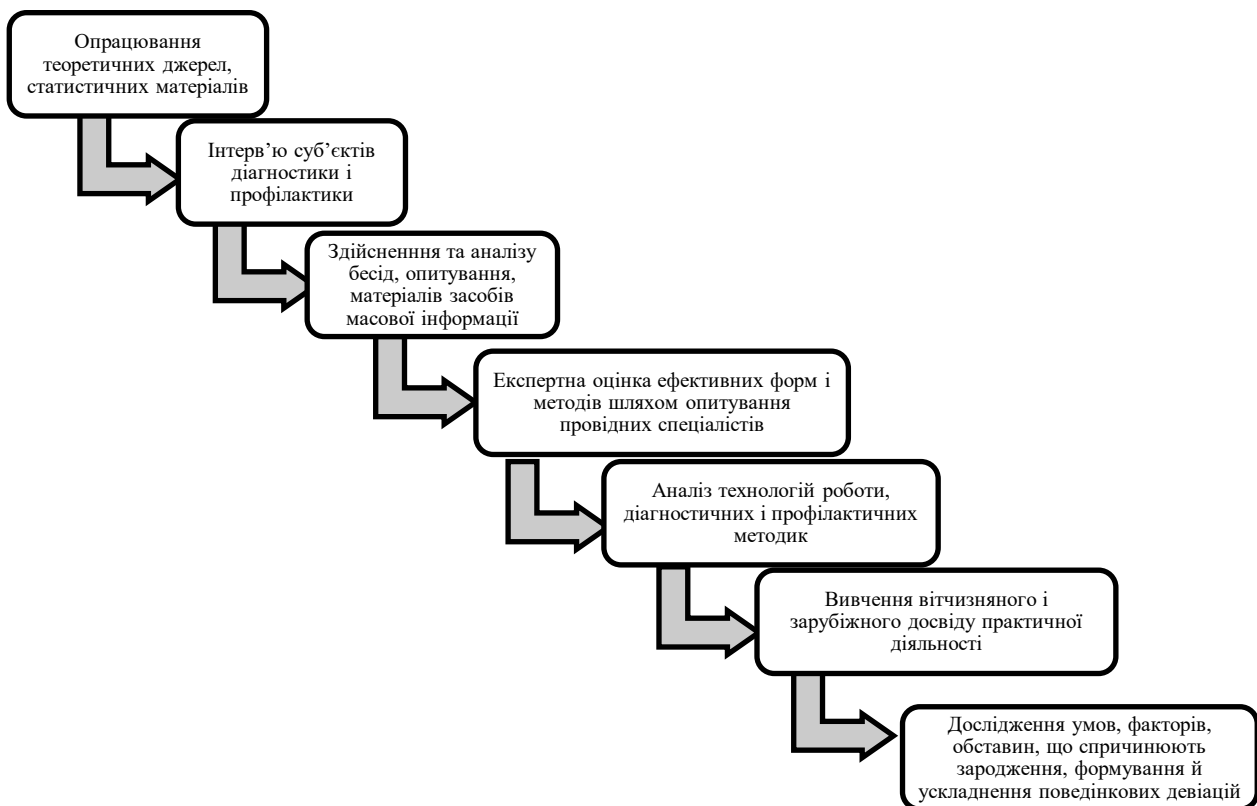 Опрацювання
теоретичних джерел,
статистичних матеріалів
Інтерв’ю суб’єктів
діагностики і
профілактики
Здійсненння та аналізу
бесід, опитування,
матеріалів засобів
масової інформації
Експертна оцінка ефективних форм і
методів шляхом опитування
провідних спеціалістів
Аналіз технологій роботи,
діагностичних і профілактичних
методик
Вивчення вітчизняного і
зарубіжного досвіду практичної
діяльності
Дослідження умов, факторів,
обставин, що спричинюють
зародження, формування й
ускладнення поведінкових девіацій